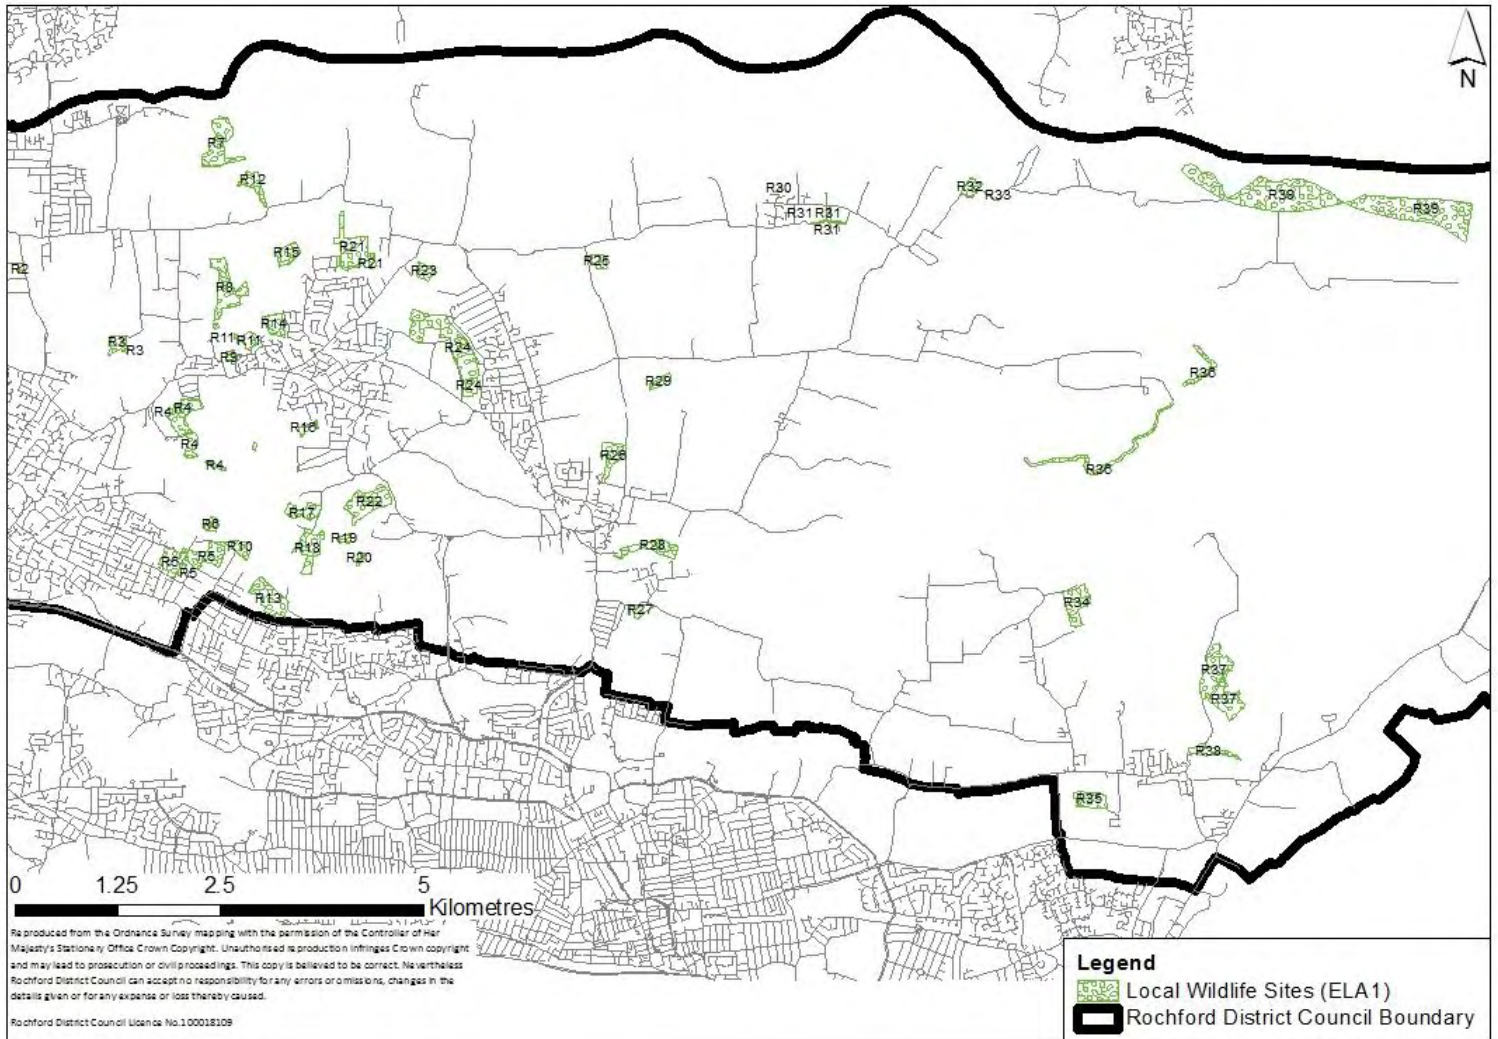 N
R7
R12
R30
R32
R33
R39
R39
R31
R31
R31
R2
R15
R21
R21
R23
R25
R8
R14
R11
R11
R9
R3
R3
R24
R24
R29
R36
R4
R4
R4
R4
R16
R26
R36
R22
R17
R6
R19
R18
R10
R5
R5
R5
R20
R28
R13
R27
R34
R37
R37
R38
R35
0 1.25 2.5 5
Kilometres
Reproduced from the Ordnance Survey mapping with the permission of the Controller of Her
Majesty's Stationery Office Crown Copyright. Unauthorised reproduction infringes Crown copyright
and may lead to prosecution or civil proceedings. This copy is believed to be correct. Nevertheless
Rochford District Council can accept no responsibility for any errors or omissions, changes in the
details given or for any expense or loss thereby caused.
Rochford District Council Licence No.100018109
Legend
Local Wildlife Sites (ELA1)
Rochford District Council Boundary